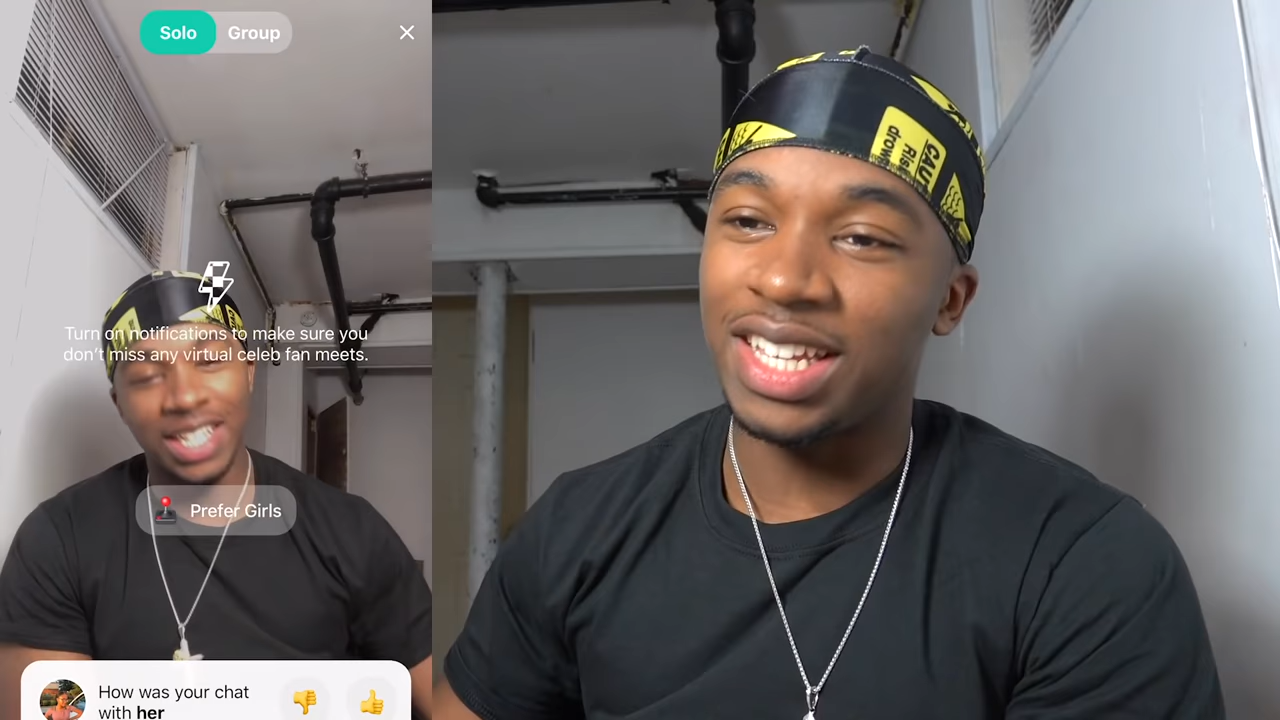 Solo
Group
Turn on notifications to make sure you
don't miss any virtual celeb fan meets.
Prefer Girls
How was your chat
with her